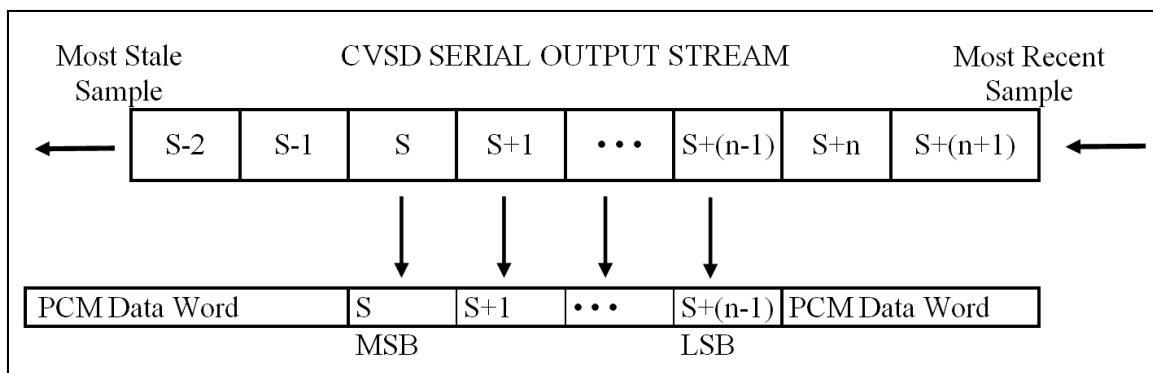 Most Stale Sample
CVSD SERIAL OUTPUT STREAM
Most Recent Sample
S-2 S-1 S S+1 • • • S+(n-1) S+n S+(n+1)
PCM Data Word S S+1 • • • S+(n-1) PCM Data Word
MSB LSB